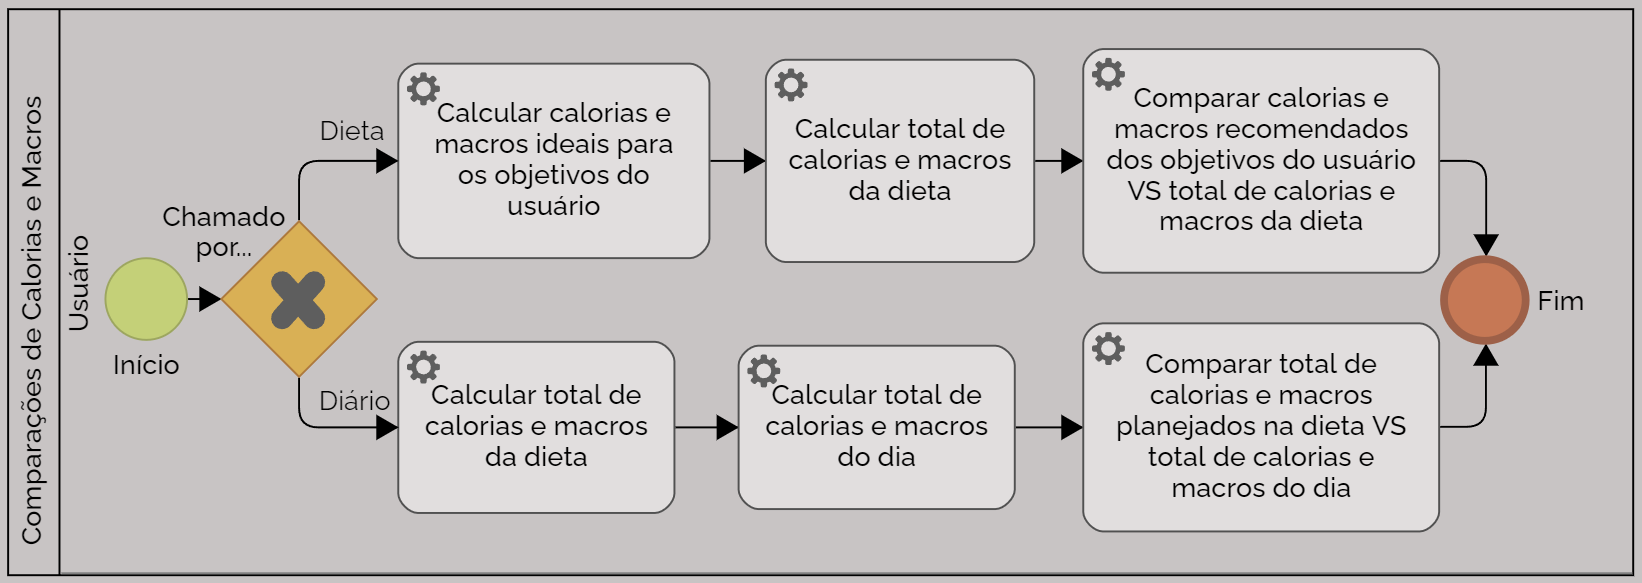 Comparações de Calorias e Macros
Usuário
Início
Chamado
por...
Dieta
Calcular calorias e
macros ideais para
os objetivos do
usuário
Calcular total de
calorias e macros
da dieta
Comparar calorias e
macros recomendados
dos objetivos do usuário
VS total de calorias e
macros da dieta
Diário
Calcular total de
calorias e macros
da dieta
Calcular total de
calorias e macros
do dia
Comparar total de
calorias e macros
planejados na dieta VS
total de calorias e
macros do dia
Fim